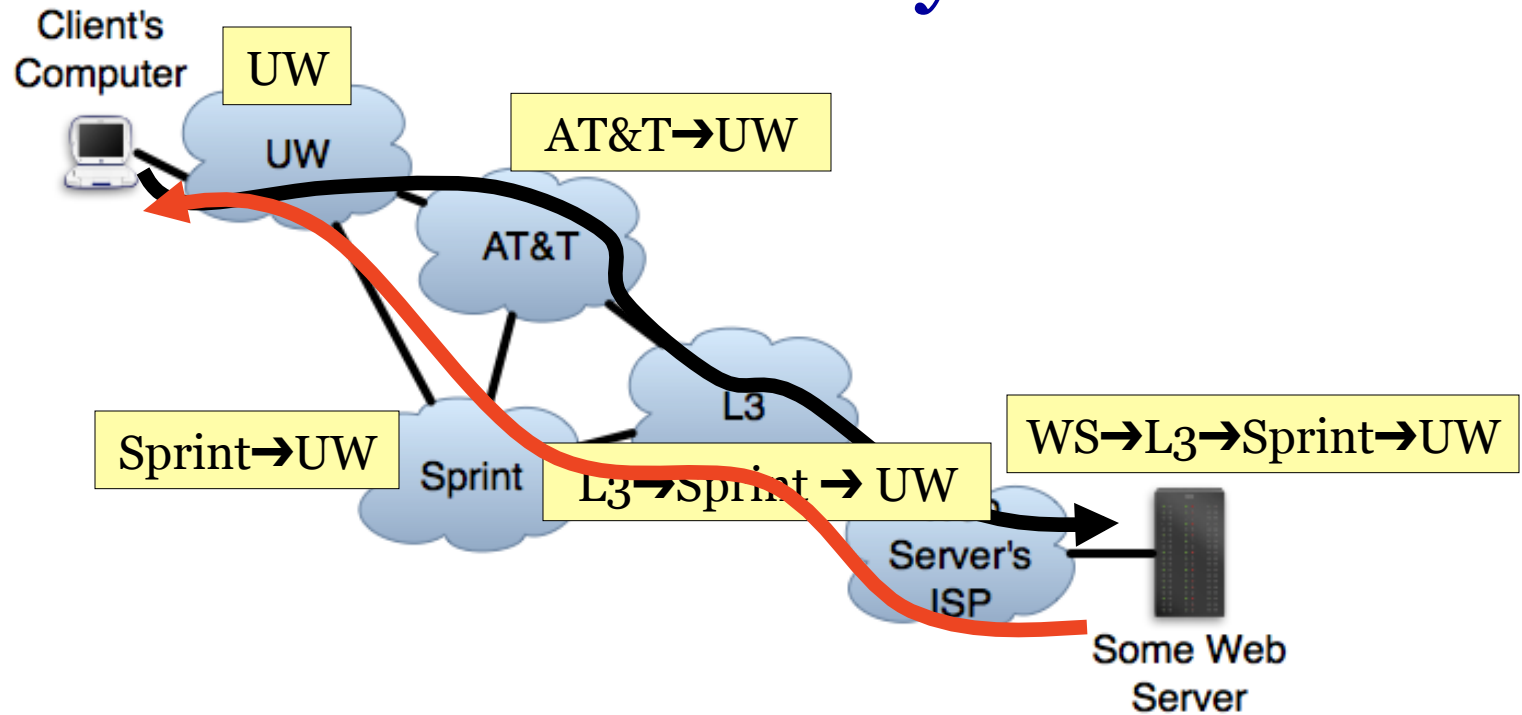 Client's
Computer
UW
UW
AT&T➔UW
AT&T
L3
Sprint➔UW
Sprint
L3➔Sprint ➔ UW
WS➔L3➔Sprint➔UW
Server's
ISP
Some Web
Server